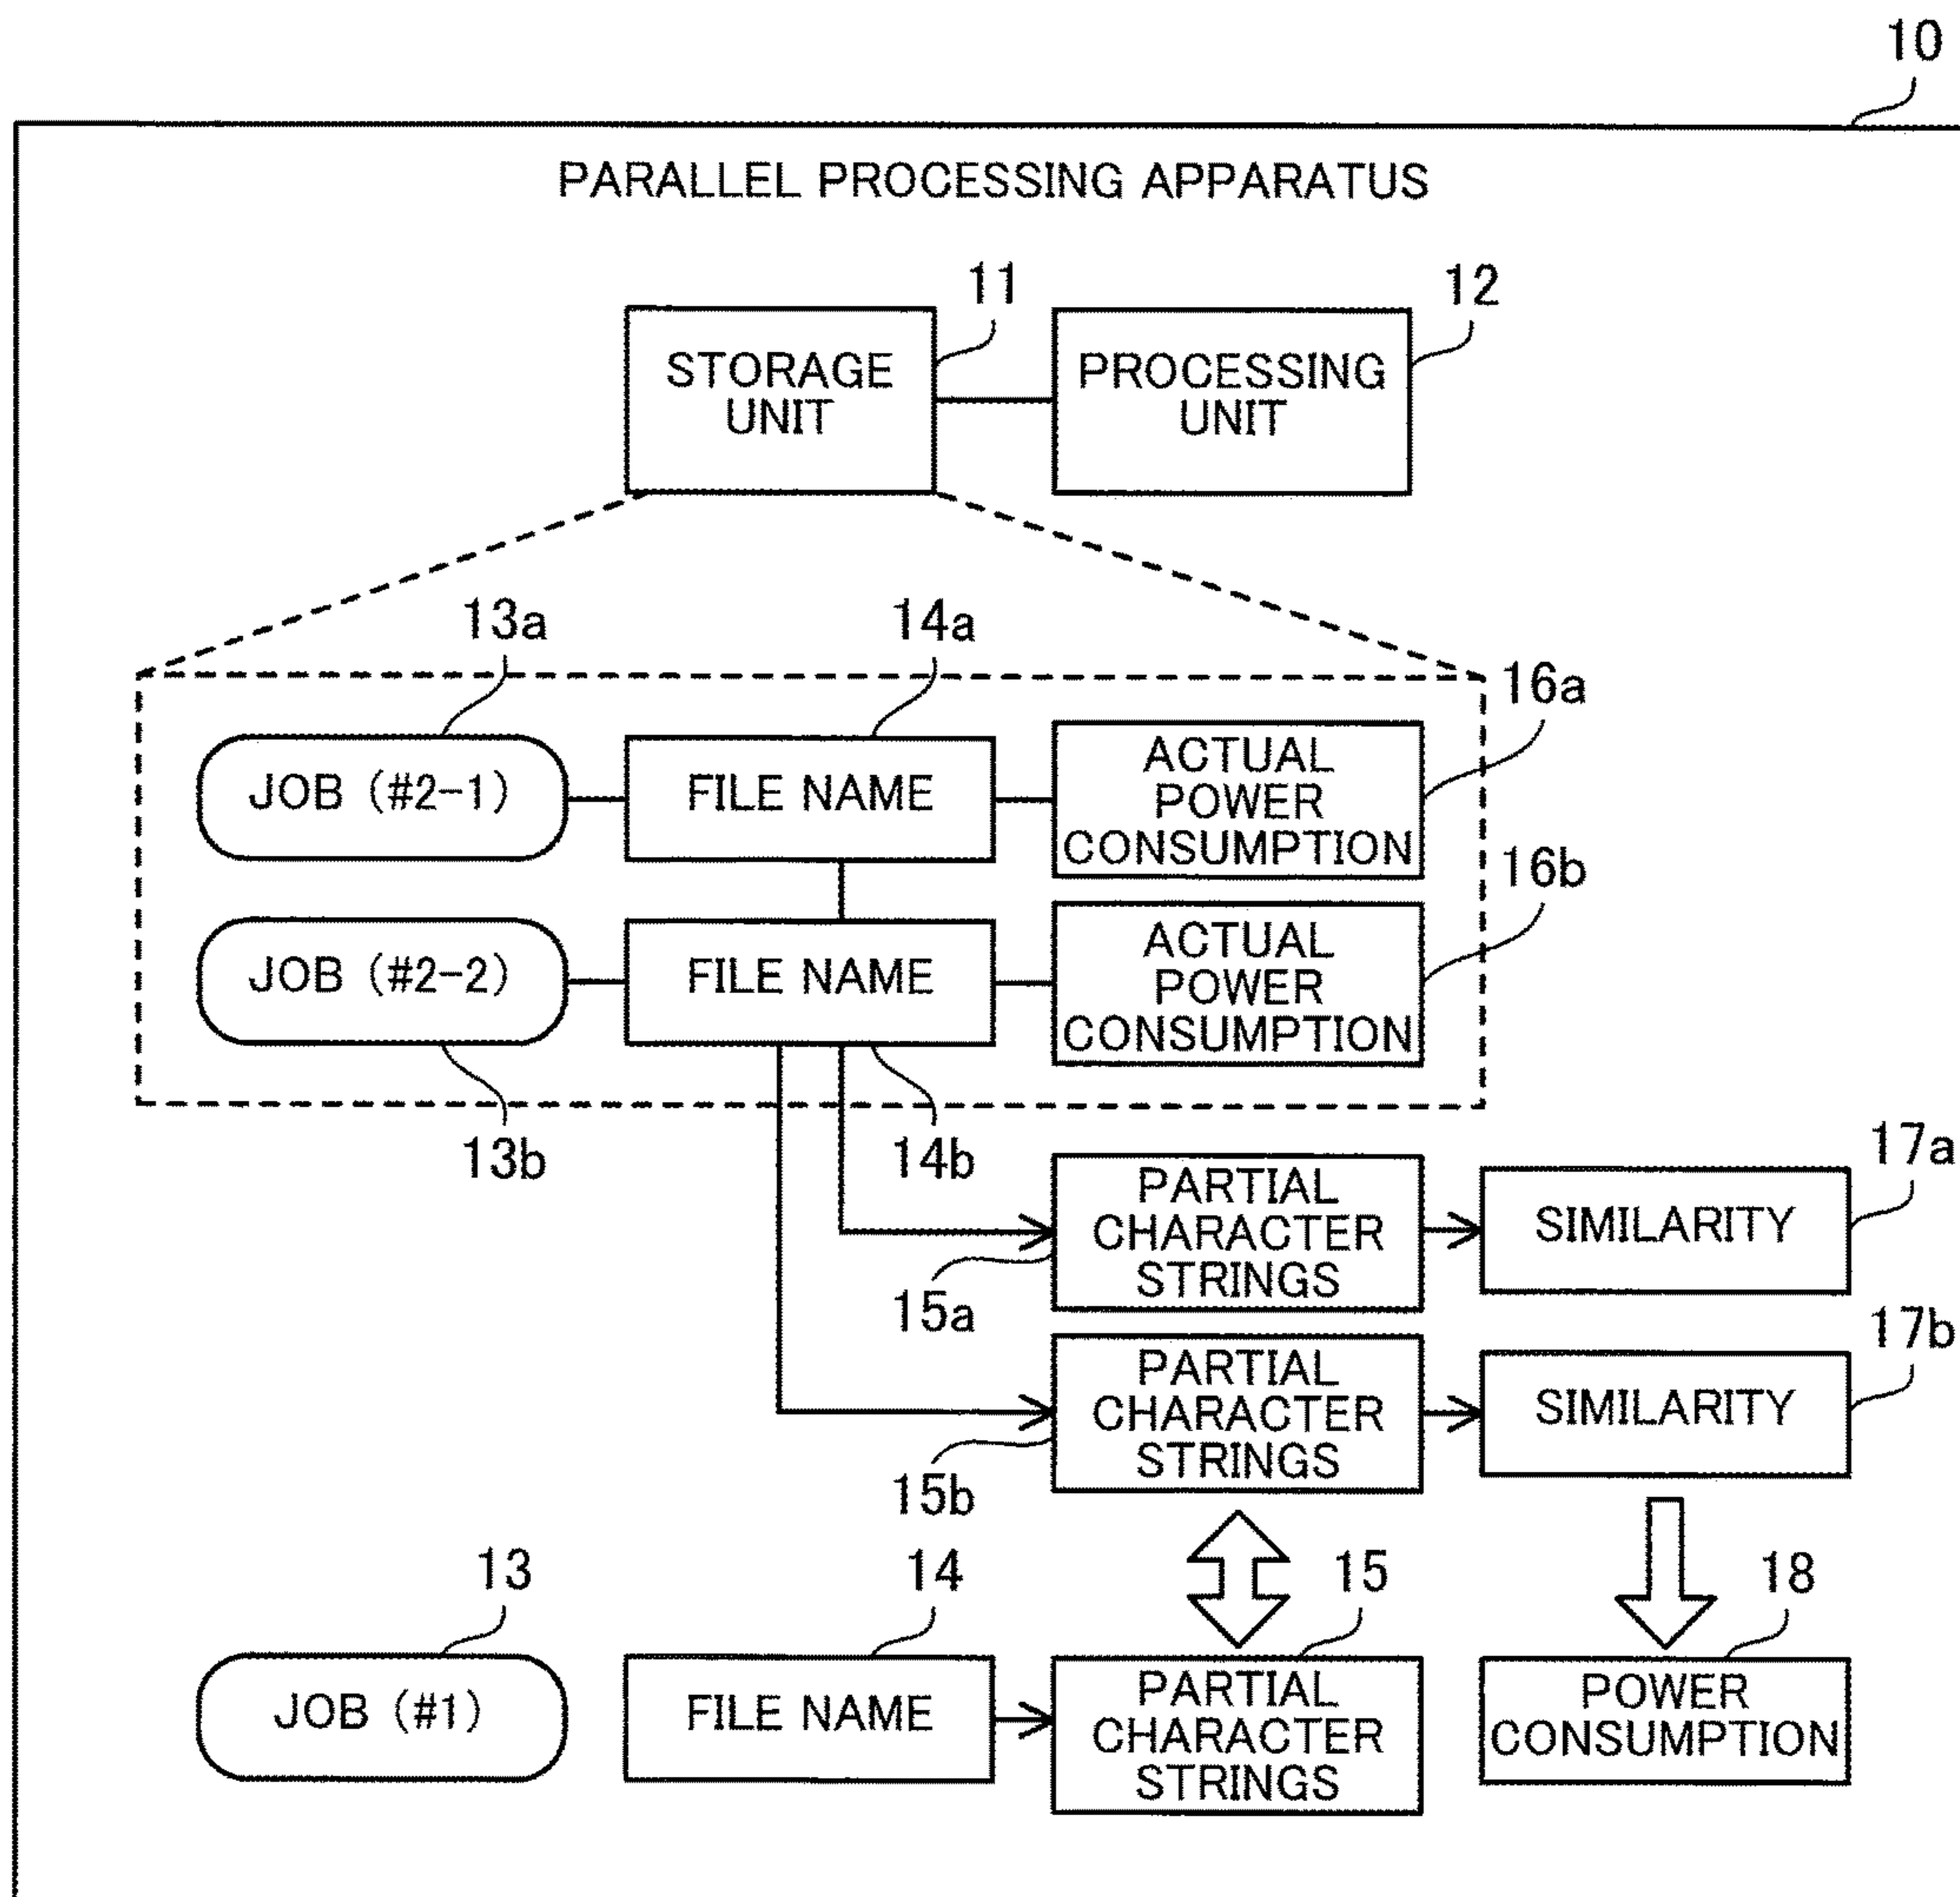 10
PARALLEL PROCESSING APPARATUS
11
12
STORAGE
UNIT
PROCESSING
UNIT
13a
14a
16a
JOB (#2-1)
FILE NAME
ACTUAL
POWER
CONSUMPTION
16b
JOB (#2-2)
FILE NAME
ACTUAL
POWER
CONSUMPTION
13b
14b
17a
PARTIAL
CHARACTER
STRINGS
SIMILARITY
15a
17b
PARTIAL
CHARACTER
STRINGS
SIMILARITY
15b
13
14
15
18
JOB (#1)
FILE NAME
PARTIAL
CHARACTER
STRINGS
POWER
CONSUMPTION